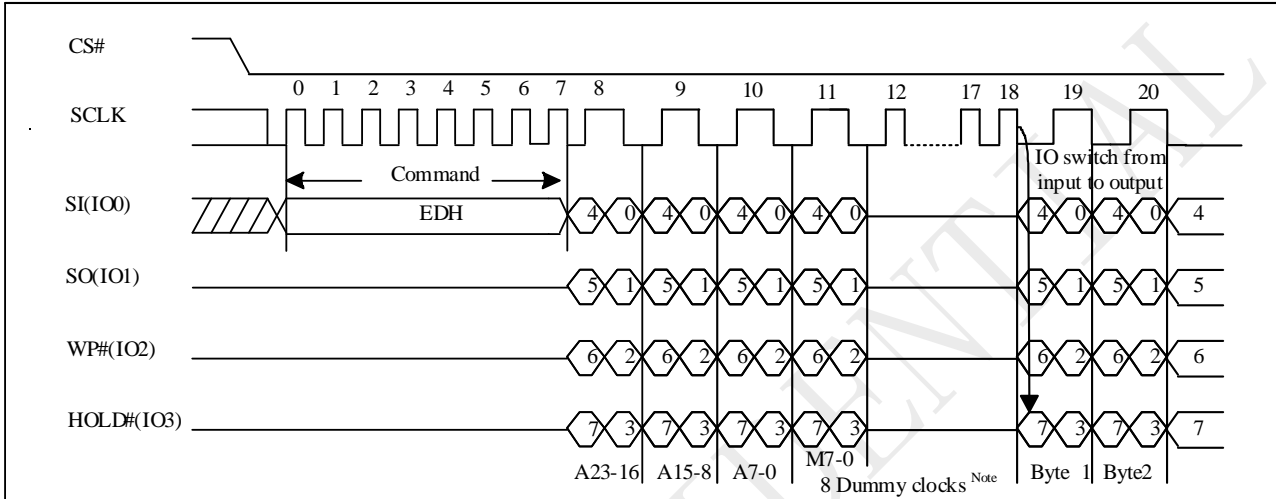 CS#
0 1 2 3 4 5 6 7 8 9 10 11 12 17 18 19 20
SCLK
Command
IO switch from
input to output
SI(IO0)
EDH
4 0 4 0 4 0 4 0 4 0 4 0 4
SO(IO1)
5 1 5 1 5 1 5 1 5 1 5 1 5
WP#(IO2)
6 2 6 2 6 2 6 2 6 2 6 2 6
HOLD#(IO3)
7 3 7 3 7 3 7 3 7 3 7 3 7
A23-16 A15-8 A7-0 M7-0
8 Dummy clocks Note
Byte 1 Byte2